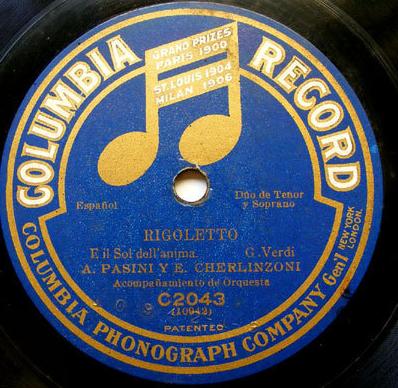 COLUMBIA RECORD
GRAND PRIZES
PARIS 1900
ST. LOUIS 1904
MILAN 1906
Español
Dúo de Tenor
y Soprano
RIGOLETTO
E il Sol dell'anima. G. Verdi
A. PASINI Y E. CHERLINZONI
Acompañamiento de Orquesta
C2043
(10942)
PATENTED
COLUMBIA PHONOGRAPH COMPANY Gen'l
NEW YORK
LONDON.